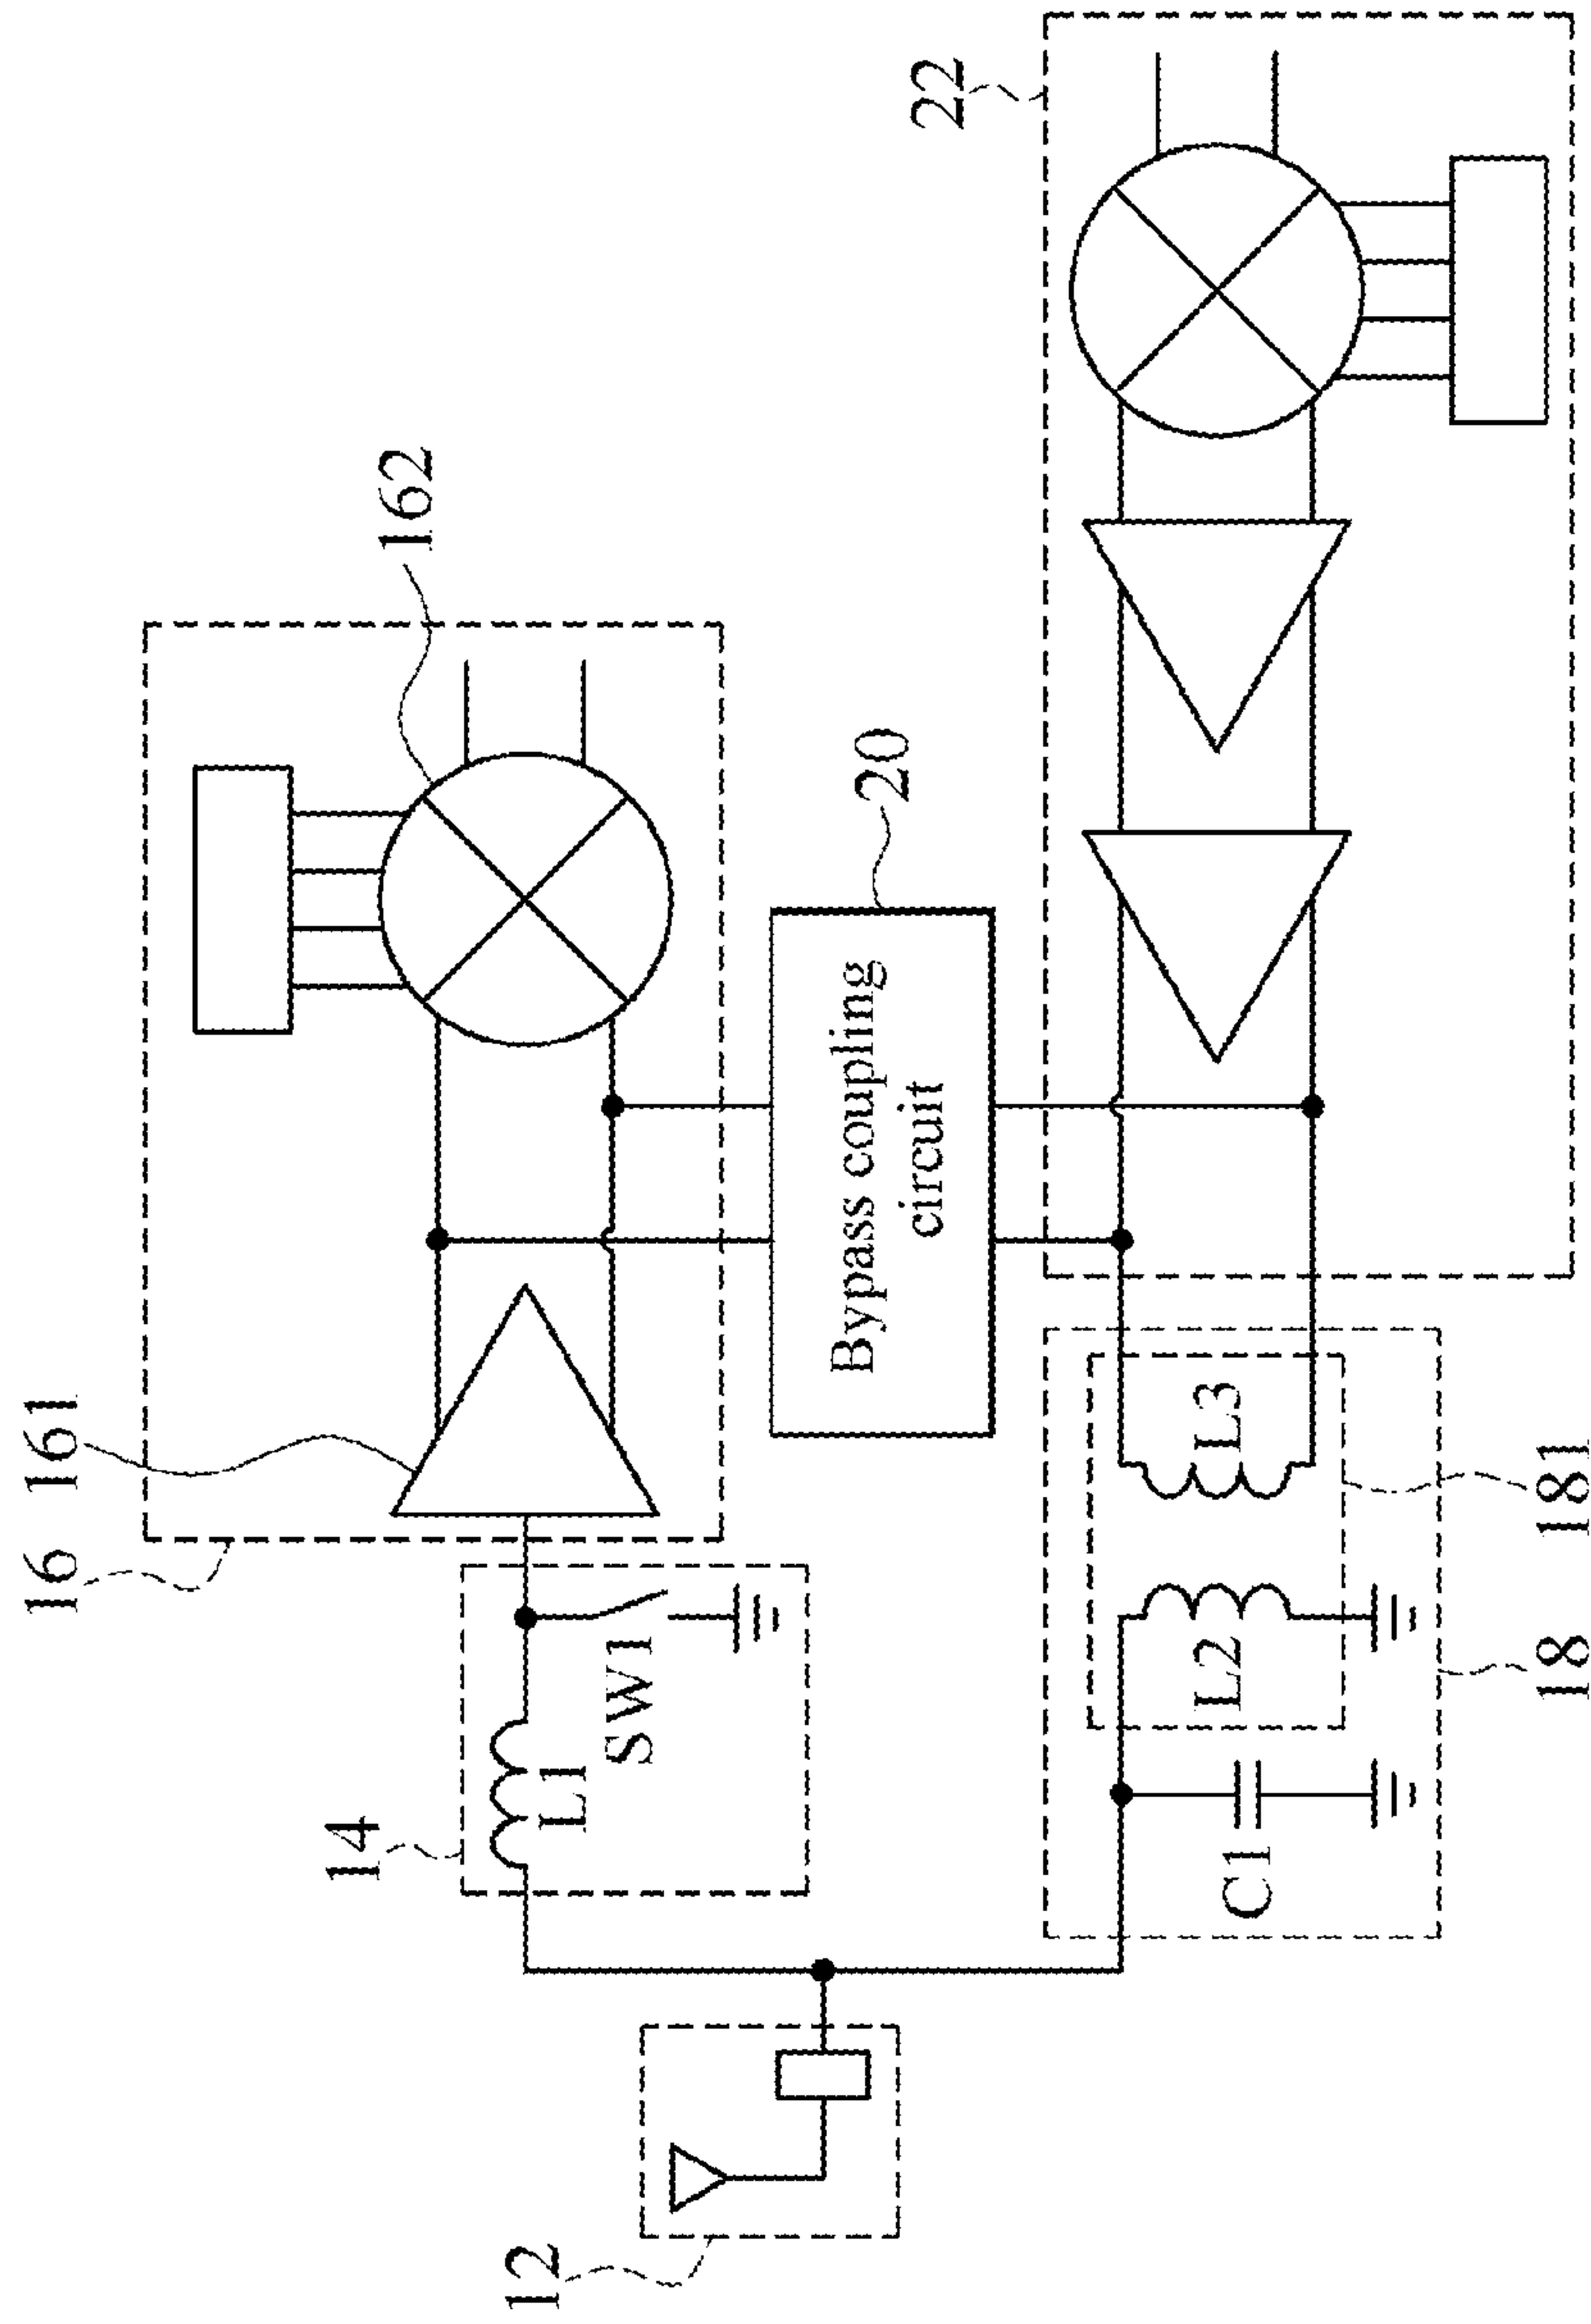 16
161
162
14
L1
SW1
12
Bypass coupling
circuit
20
22
C1
L2
L3
181
18